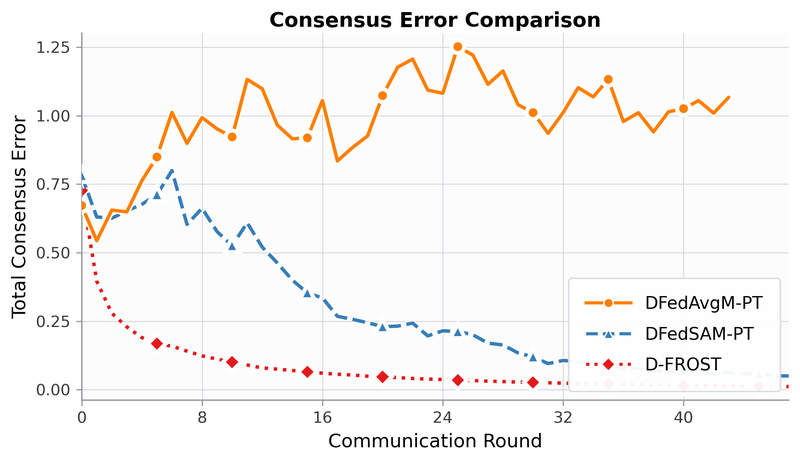 Consensus Error Comparison
Total Consensus Error
1.25
1.00
0.75
0.50
0.25
0.00
DFedAvgM-PT
DFedSAM-PT
D-FROST
0 8 16 24 32 40
Communication Round